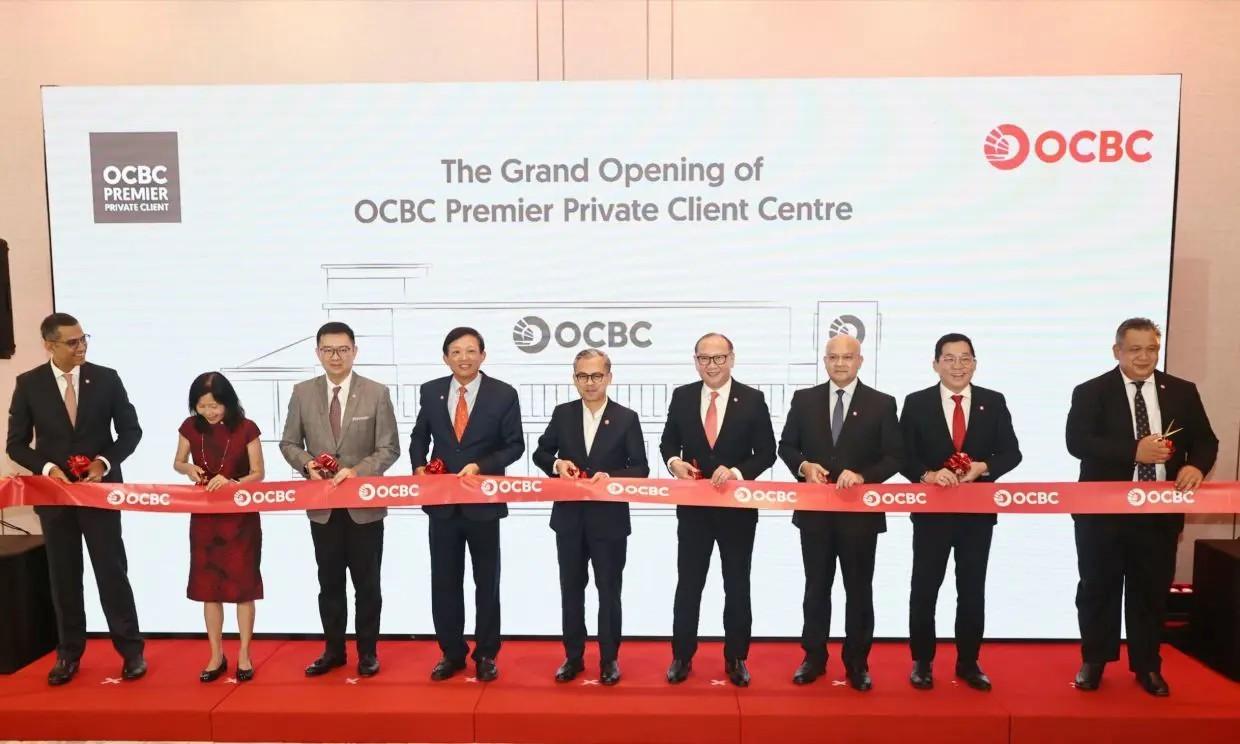 OCBC
PREMIER
PRIVATE CLIENT
OCBC
The Grand Opening of
OCBC Premier Private Client Centre
OCBC
OCBC OCBC OCBC OCBC OCBC OCBC OCBC OCBC OCBC